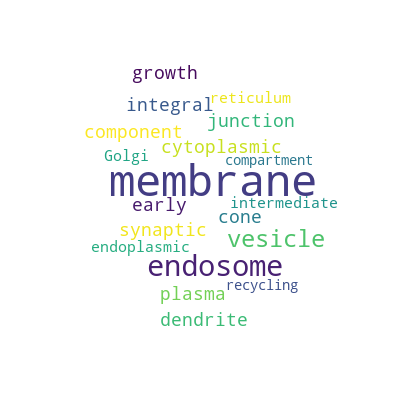 growth
integral reticulum
component junction
cytoplasmic
Golgi compartment
membrane
early intermediate
cone
synaptic vesicle
endoplasmic
endosome
plasma recycling
dendrite